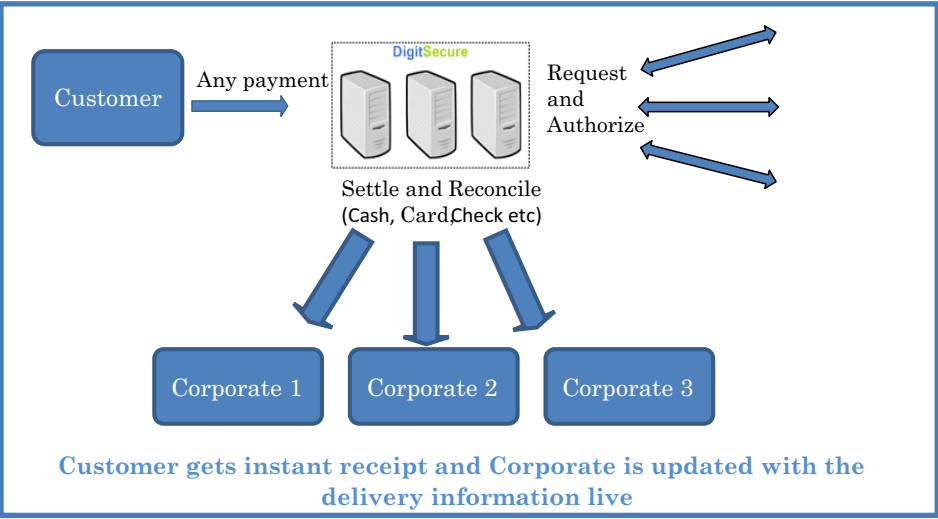 DigitSecure
Customer
Any payment
Request
and
Authorize
Settle and Reconcile
(Cash, Card,Check etc)
Corporate 1
Corporate 2
Corporate 3
Customer gets instant receipt and Corporate is updated with the
delivery information live